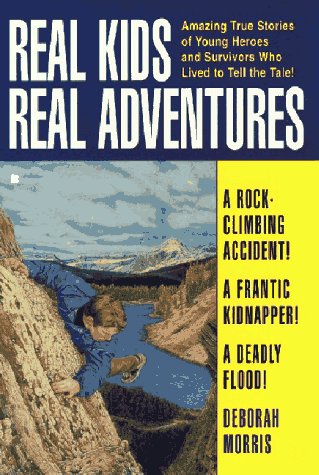 REAL KIDS
REAL ADVENTURES
Amazing True Stories
of Young Heroes
and Survivors Who
Lived to Tell the Tale!
A ROCK-
CLIMBING
ACCIDENT!
A FRANTIC
KIDNAPPER!
A DEADLY
FLOOD!
DEBORAH
MORRIS